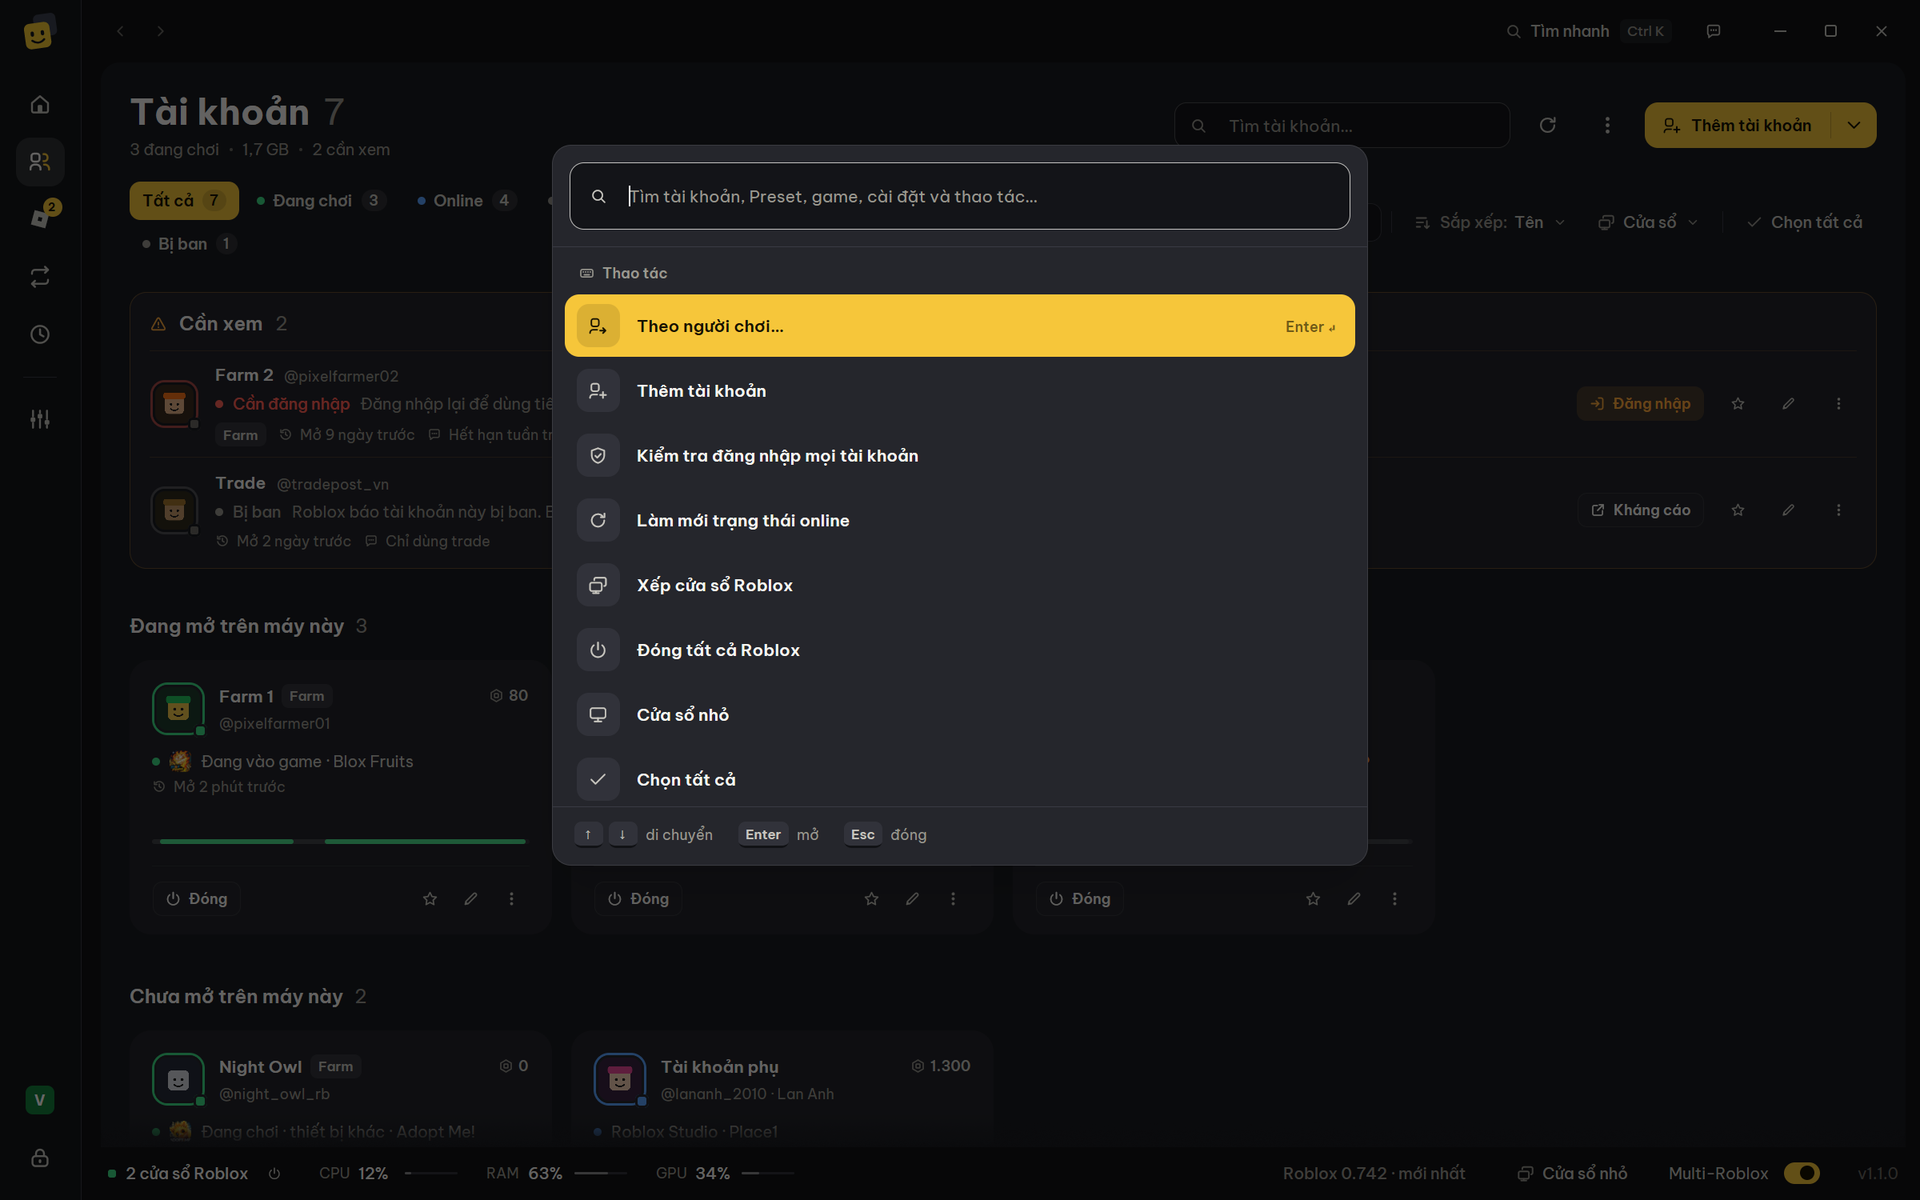 Tìm nhanh Ctrl K
Tài khoản 7
3 đang chơi · 1,7 GB · 2 cần xem
Tìm tài khoản...
Thêm tài khoản
Tất cả 7 Đang chơi 3 Online 4
Bị ban 1
Sắp xếp: Tên Cửa sổ Chọn tất cả
2
Tìm tài khoản, Preset, game, cài đặt và thao tác...
Thao tác
Theo người chơi... Enter ↲
Thêm tài khoản
Kiểm tra đăng nhập mọi tài khoản
Làm mới trạng thái online
Xếp cửa sổ Roblox
Đóng tất cả Roblox
Cửa sổ nhỏ
Chọn tất cả
↑ ↓ di chuyển Enter mở Esc đóng
Cần xem 2
Farm 2 @pixelfarmer02
Cần đăng nhập Đăng nhập lại để dùng
Farm Mở 9 ngày trước Hết hạn tuần
Đăng nhập
Trade @tradepost_vn
Bị ban Roblox báo tài khoản này bị ban.
Mở 2 ngày trước Chỉ dùng trade
Kháng cáo
Đang mở trên máy này 3
Farm 1 Farm 80
@pixelfarmer01
Đang vào game · Blox Fruits
Mở 2 phút trước
Đóng
Đóng
Đóng
Chưa mở trên máy này 2
Night Owl Farm 0
@night_owl_rb
Đang chơi · thiết bị khác · Adopt Me!
Tài khoản phụ 1.300
@lananh_2010 · Lan Anh
Roblox Studio · Place1
V
2 cửa sổ Roblox CPU 12% RAM 63% GPU 34%
Roblox 0.742 · mới nhất Cửa sổ nhỏ Multi-Roblox v1.1.0